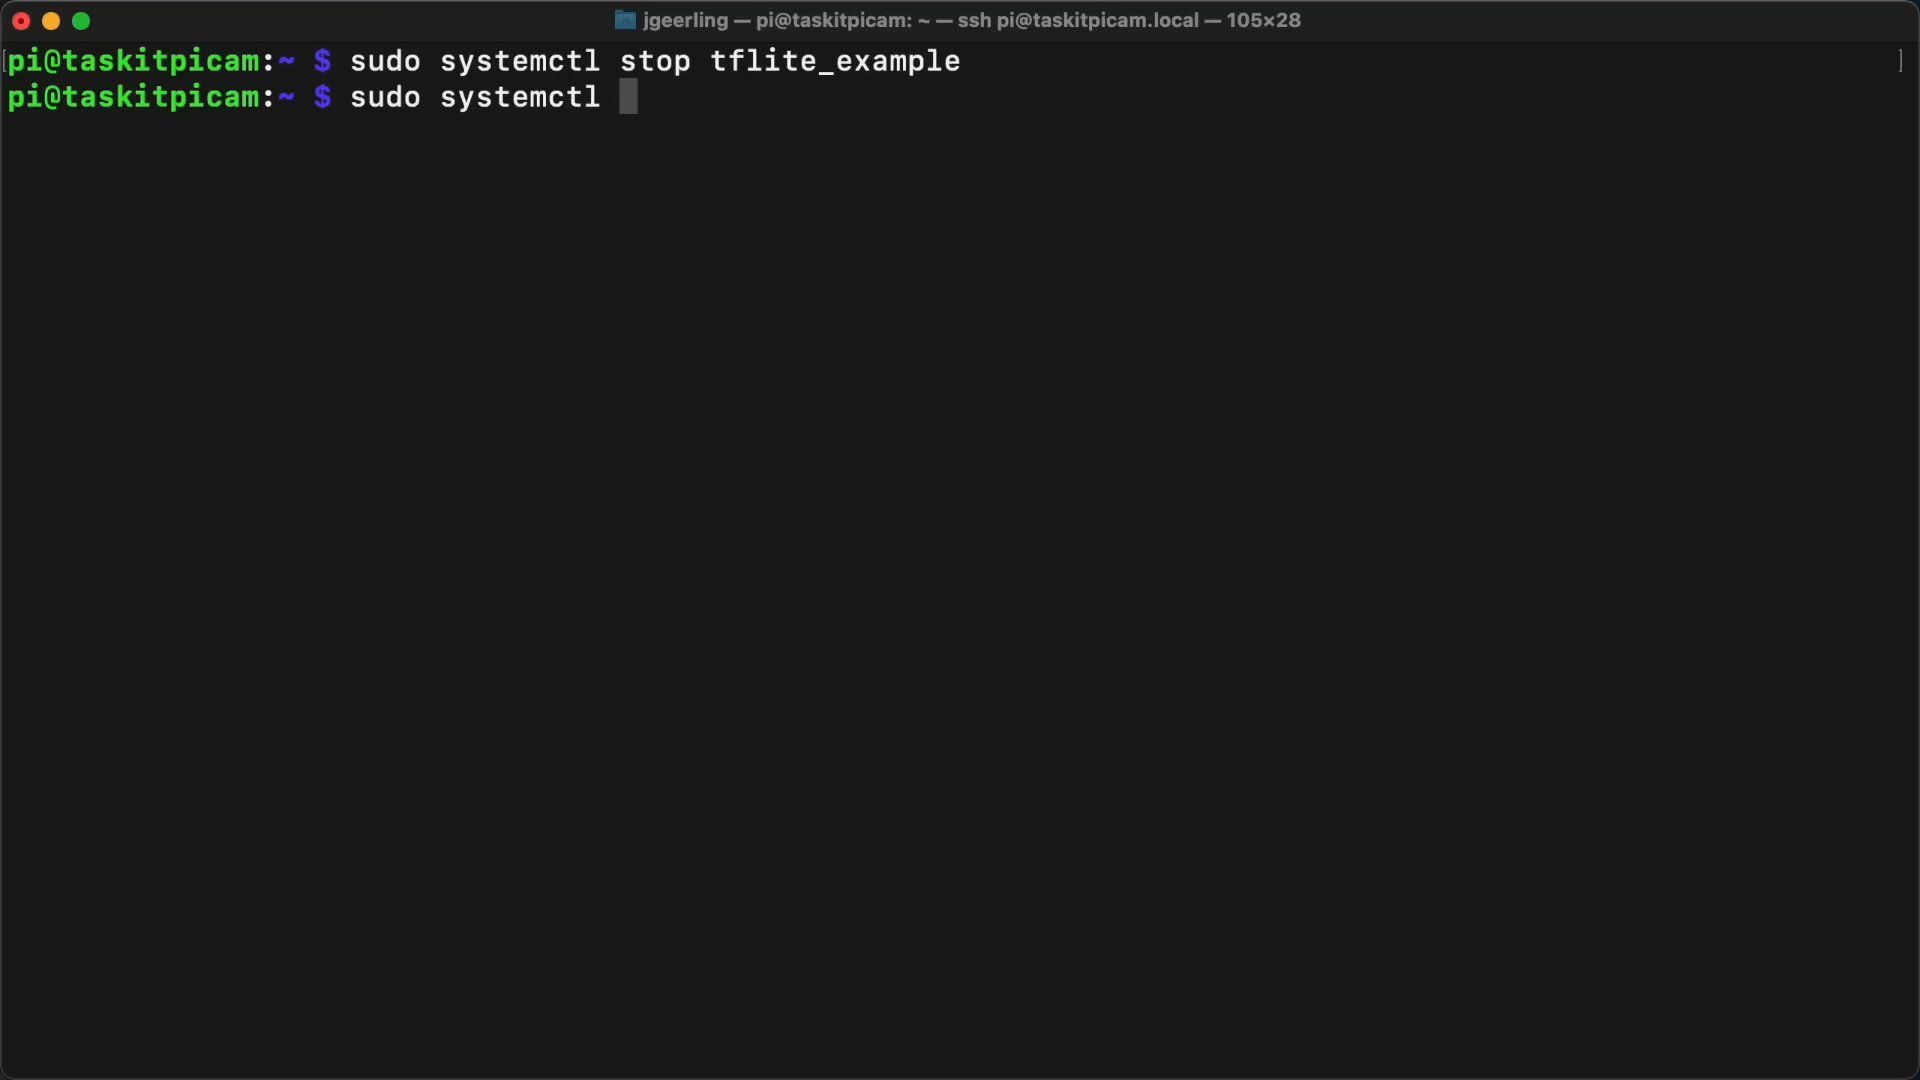 jgeerling — pi@taskitpicam: ~ — ssh pi@taskitpicam.local — 105×28
pi@taskitpicam:~ $ sudo systemctl stop tflite_example
pi@taskitpicam:~ $ sudo systemctl